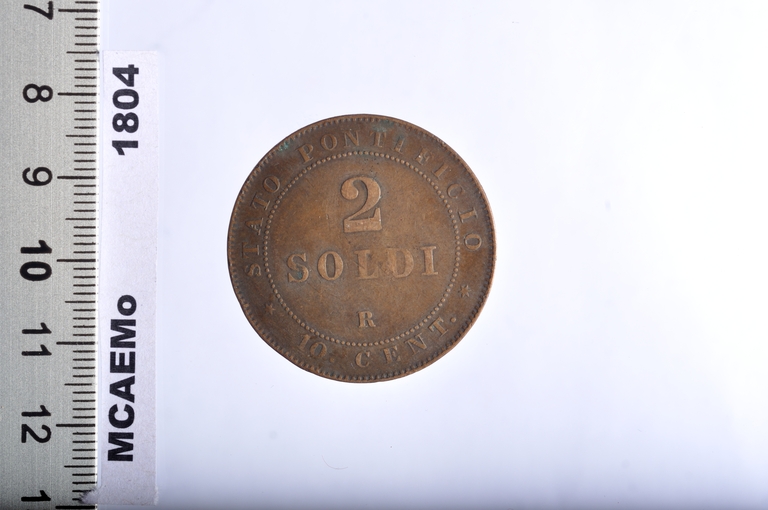 7
8
9
10
11
12
1
MCAEMo 1804
STATO PONTIFICIO
2
SOLDI
R
* 10 CENT. *